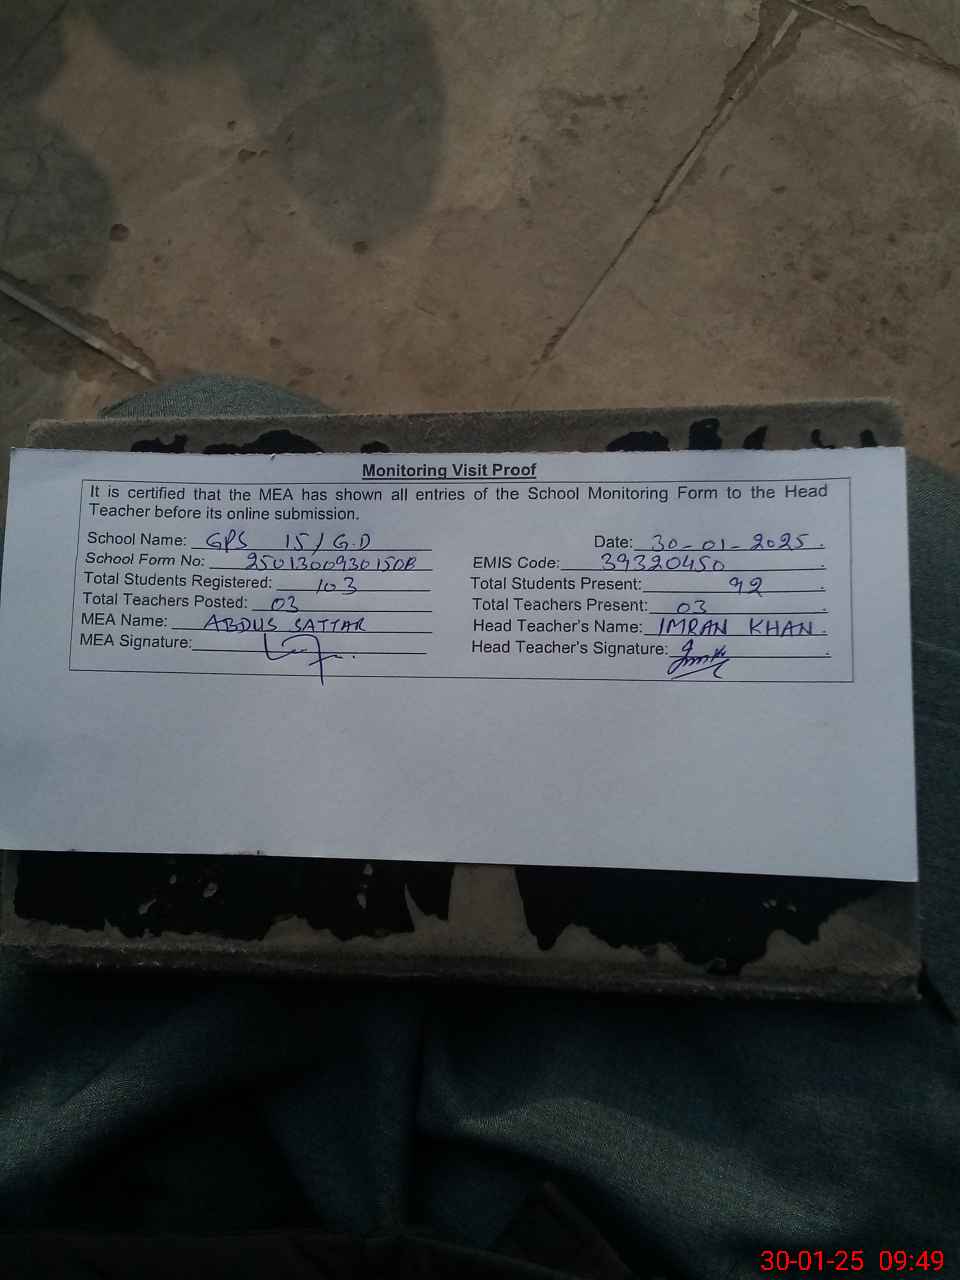 Monitoring Visit Proof
It is certified that the MEA has shown all entries of the School Monitoring Form to the Head
Teacher before its online submission.
School Name: GPS 15/G.D Date: 30-01-2025.
School Form No: 2501300930150B EMIS Code: 39320450
Total Students Registered: 103 Total Students Present: 92
Total Teachers Posted: 03 Total Teachers Present: 03
MEA Name: ABDUS SATTAR Head Teacher's Name: IMRAN KHAN.
MEA Signature: Head Teacher's Signature:
30-01-25 09:49